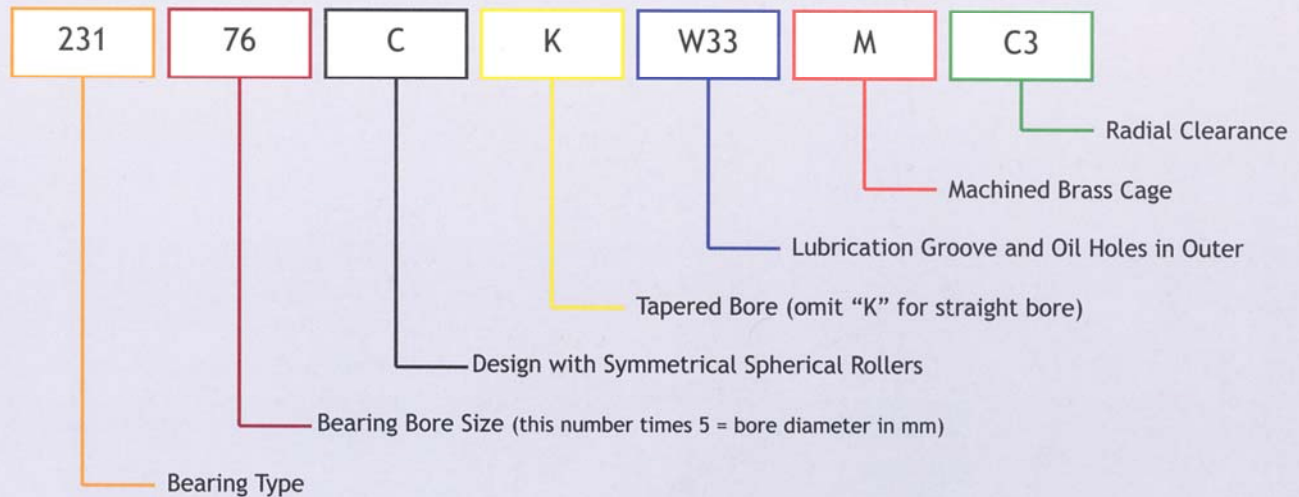 231 76 C K W33 M C3
Radial Clearance
Machined Brass Cage
Lubrication Groove and Oil Holes in Outer
Tapered Bore (omit “K” for straight bore)
Design with Symmetrical Spherical Rollers
Bearing Bore Size (this number times 5 = bore diameter in mm)
Bearing Type